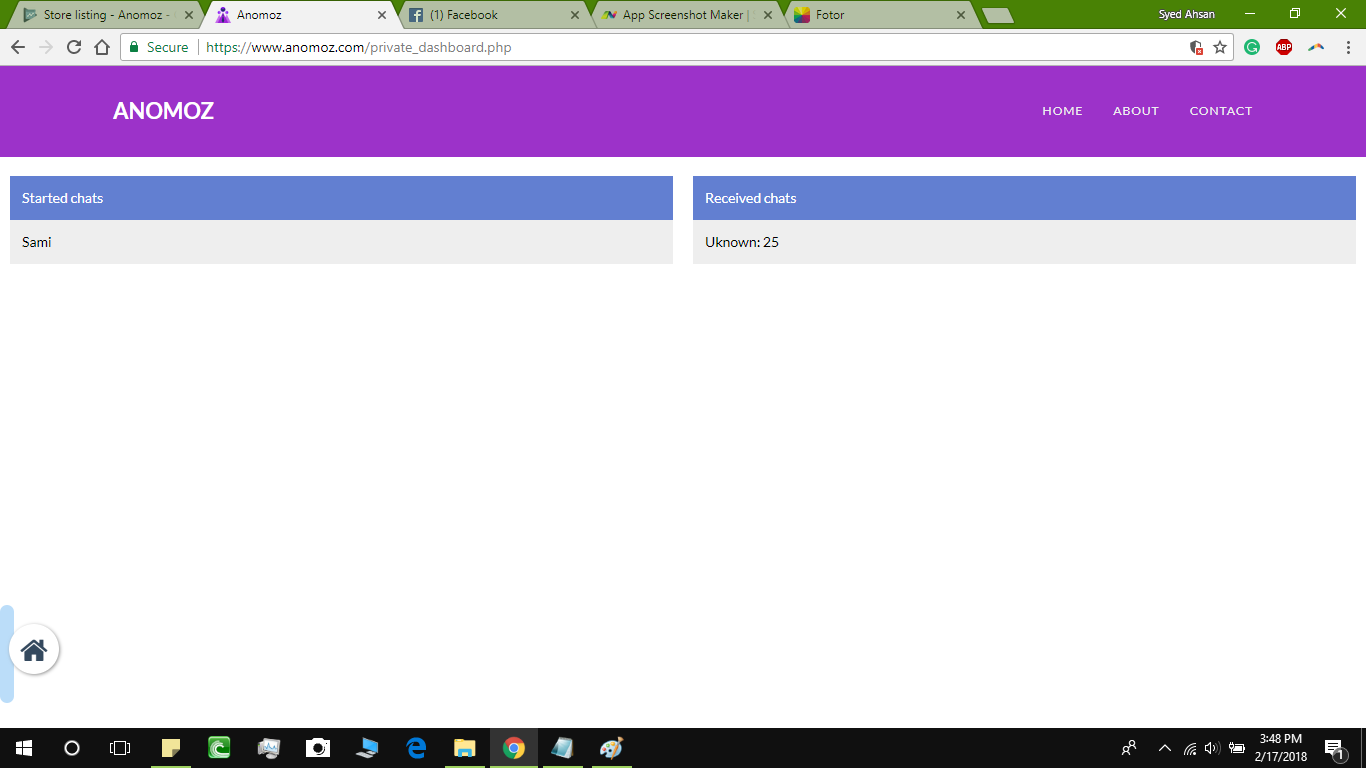 Store listing - Anomoz -
Anomoz
(1) Facebook
App Screenshot Maker |
Fotor
Syed Ahsan
Secure
https://www.anomoz.com/private_dashboard.php
ABP
ANOMOZ
HOME
ABOUT
CONTACT
Started chats
Received chats
Sami
Uknown: 25
3:48 PM
2/17/2018
1